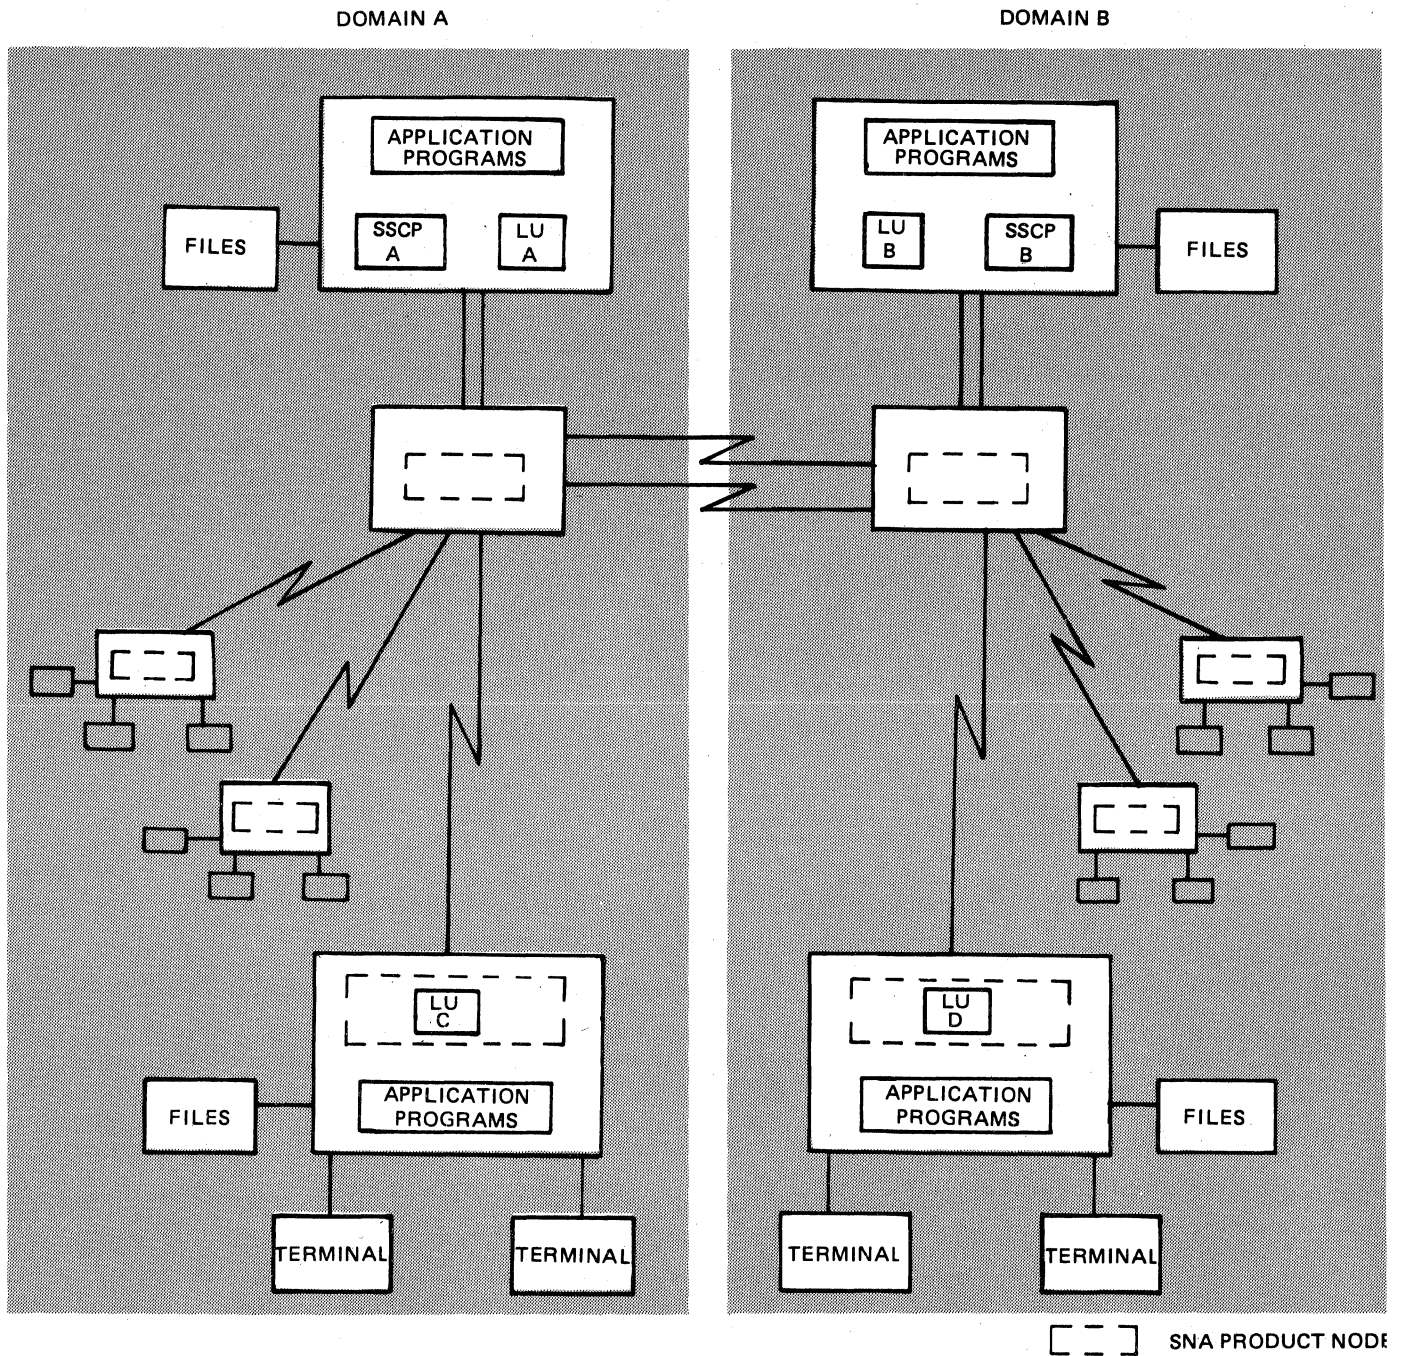 DOMAIN A
DOMAIN B
APPLICATION
PROGRAMS
APPLICATION
PROGRAMS
FILES
SSCP
A
LU
A
LU
B
SSCP
B
FILES
LU
C
LU
D
FILES
APPLICATION
PROGRAMS
APPLICATION
PROGRAMS
FILES
TERMINAL
TERMINAL
TERMINAL
TERMINAL
SNA PRODUCT NODE